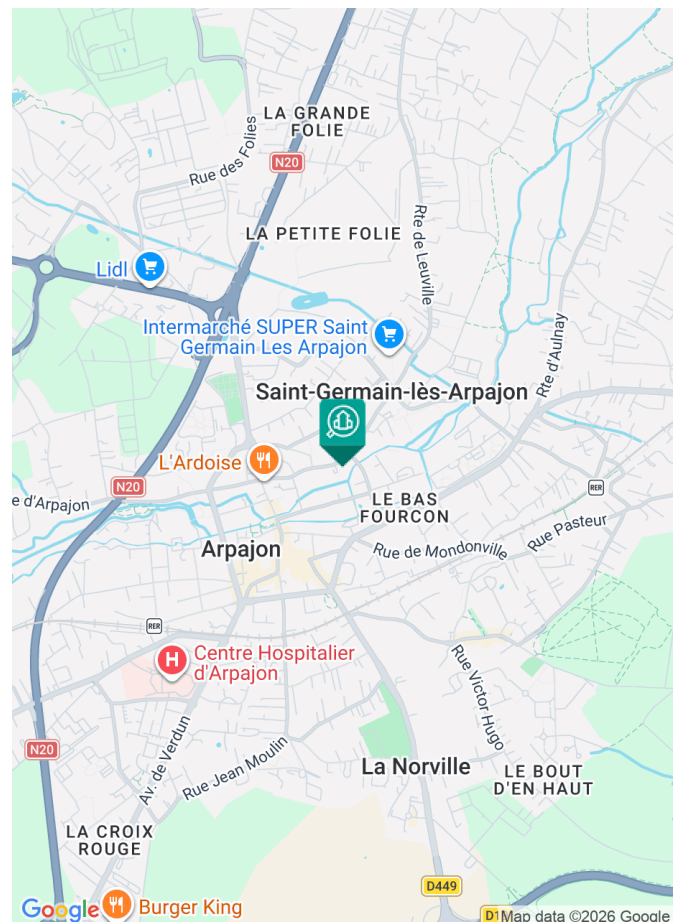 LA GRANDE
FOLIE
N20
Rue des Folies
Rte de Leuville
LA PETITE FOLIE
Lidl
Intermarché SUPER Saint
Germain Les Arpajon
Rte d'Aulnay
Saint-Germain-lès-Arpajon
L'Ardoise
N20
e d'Arpajon
RER
LE BAS
FOURCON
Rue Pasteur
Arpajon
Rue de Mondonville
RER
Centre Hospitalier
d'Arpajon
H
Rue Victor Hugo
N20
Av. de Verdun
Rue Jean Moulin
La Norville
LE BOUT
D'EN HAUT
LA CROIX
ROUGE
D449
Google
Burger King
D1
Map data ©2026 Google